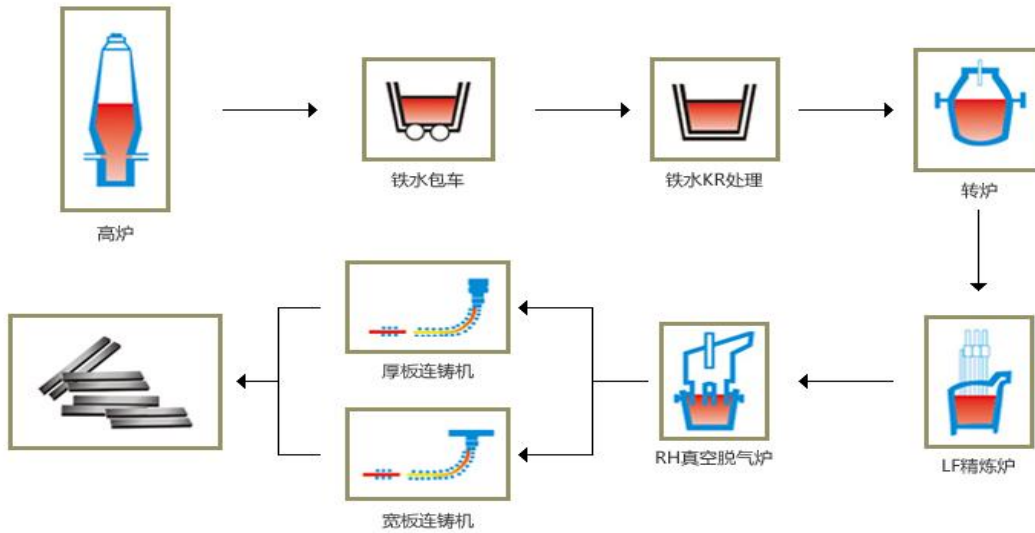 高炉
铁水包车
铁水KR处理
转炉
厚板连铸机
RH真空脱气炉
LF精炼炉
宽板连铸机